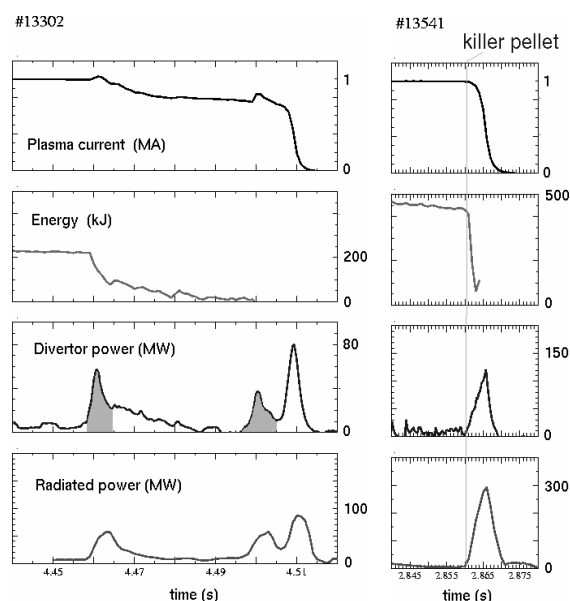 #13302
#13541
killer pellet
Plasma current (MA)
1
0
1
0
Energy (kJ)
200
0
500
0
Divertor power (MW)
80
0
150
0
Radiated power (MW)
100
0
300
0
4.45 4.47 4.49 4.51
time (s)
2.845 2.855 2.865 2.875
time (s)